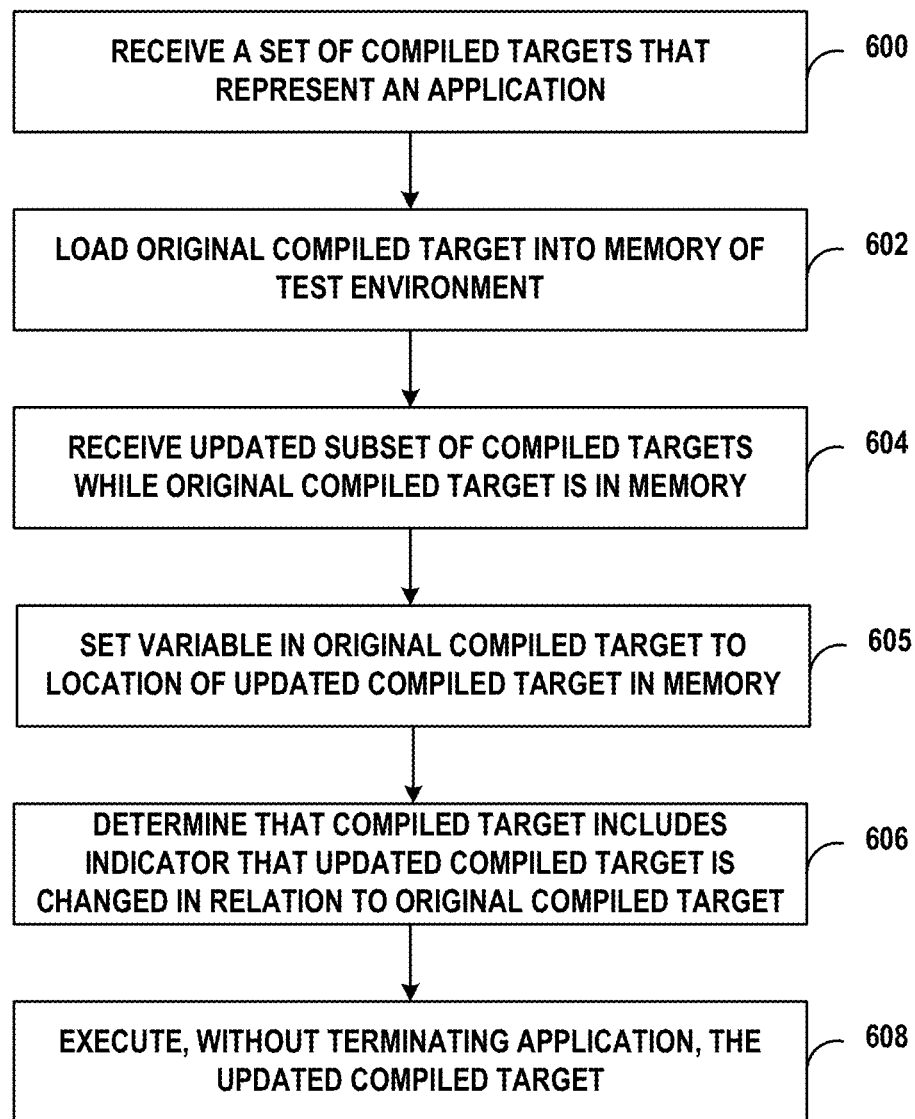 RECEIVE A SET OF COMPILED TARGETS THAT
REPRESENT AN APPLICATION
600
LOAD ORIGINAL COMPILED TARGET INTO MEMORY OF
TEST ENVIRONMENT
602
RECEIVE UPDATED SUBSET OF COMPILED TARGETS
WHILE ORIGINAL COMPILED TARGET IS IN MEMORY
604
SET VARIABLE IN ORIGINAL COMPILED TARGET TO
LOCATION OF UPDATED COMPILED TARGET IN MEMORY
605
DETERMINE THAT COMPILED TARGET INCLUDES
INDICATOR THAT UPDATED COMPILED TARGET IS
CHANGED IN RELATION TO ORIGINAL COMPILED TARGET
606
EXECUTE, WITHOUT TERMINATING APPLICATION, THE
UPDATED COMPILED TARGET
608